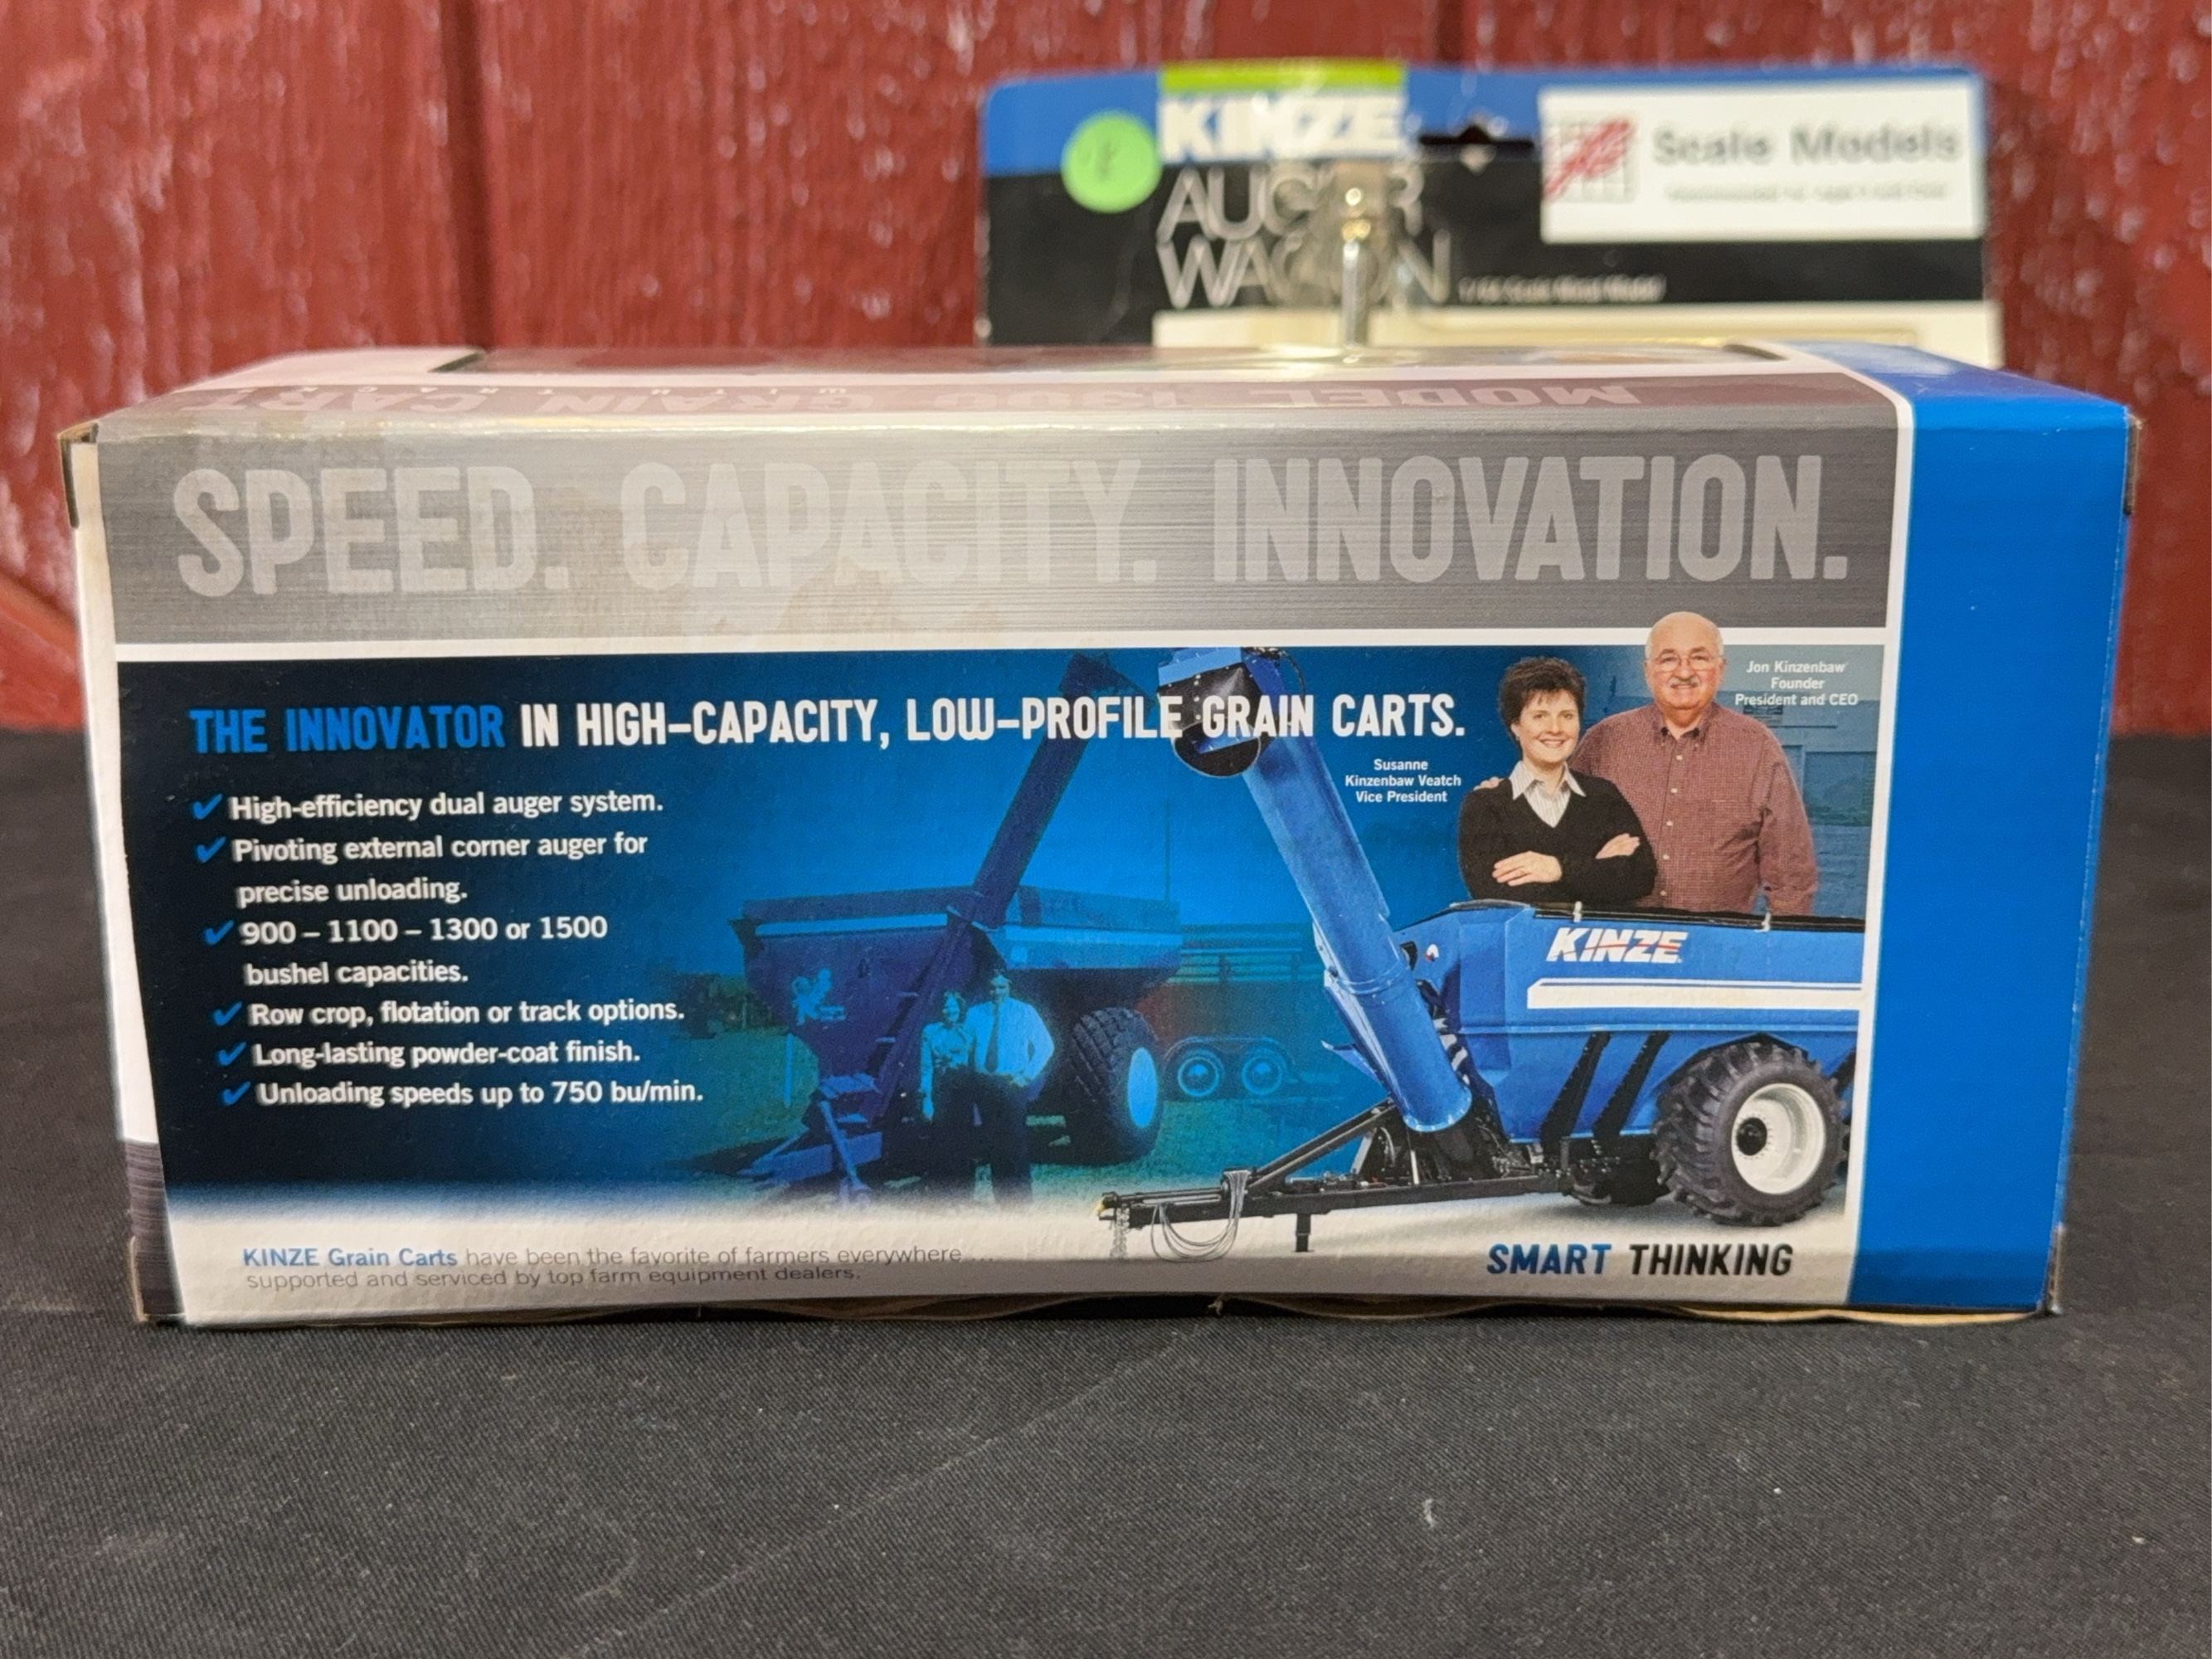 KINZE
AUGER
WAGON
Scale Models
MODEL 1300 GRAIN CART
SPEED. CAPACITY. INNOVATION.
THE INNOVATOR IN HIGH-CAPACITY, LOW-PROFILE GRAIN CARTS.
✔ High-efficiency dual auger system.
✔ Pivoting external corner auger for
precise unloading.
✔ 900 – 1100 – 1300 or 1500
bushel capacities.
✔ Row crop, flotation or track options.
✔ Long-lasting powder-coat finish.
✔ Unloading speeds up to 750 bu/min.
Susanne
Kinzenbaw Veatch
Vice President
Jon Kinzenbaw
Founder
President and CEO
KINZE
KINZE Grain Carts have been the favorite of farmers everywhere ...
supported and serviced by top farm equipment dealers.
SMART THINKING